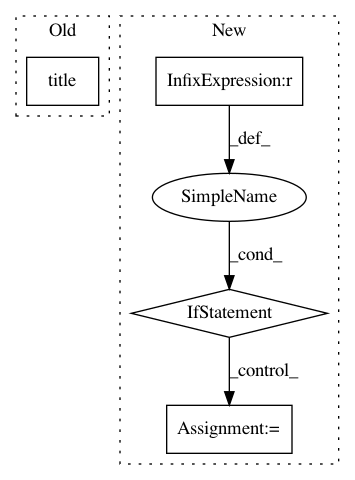 Old
New
title
InfixExpression:r
_def_
SimpleName
_cond_
IfStatement
_control_
Assignment:=